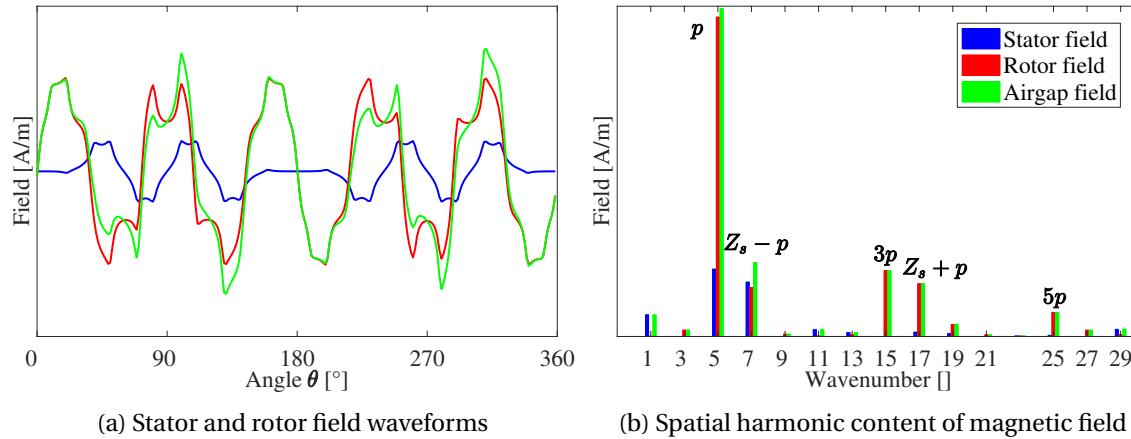 Field [A/m]
0 90 180 270 360
Angle θ [°]
(a) Stator and rotor field waveforms
Field [A/m]
p
Z_s − p
3p
Z_s + p
5p
Stator field
Rotor field
Airgap field
1 3 5 7 9 11 13 15 17 19 21 25 27 29
Wavenumber []
(b) Spatial harmonic content of magnetic field